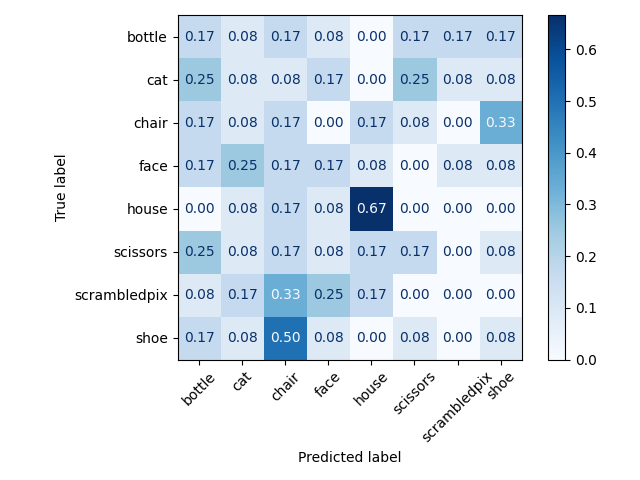 bottle 0.17 0.08 0.17 0.08 0.00 0.17 0.17 0.17
cat 0.25 0.08 0.08 0.17 0.00 0.25 0.08 0.08
chair 0.17 0.08 0.17 0.00 0.17 0.08 0.00 0.33
face 0.17 0.25 0.17 0.17 0.08 0.00 0.08 0.08
house 0.00 0.08 0.17 0.08 0.67 0.00 0.00 0.00
scissors 0.25 0.08 0.17 0.08 0.17 0.17 0.00 0.08
scrambledpix 0.08 0.17 0.33 0.25 0.17 0.00 0.00 0.00
shoe 0.17 0.08 0.50 0.08 0.00 0.08 0.00 0.08
True label
bottle cat chair face house scissors scrambledpix shoe
Predicted label
0.6
0.5
0.4
0.3
0.2
0.1
0.0